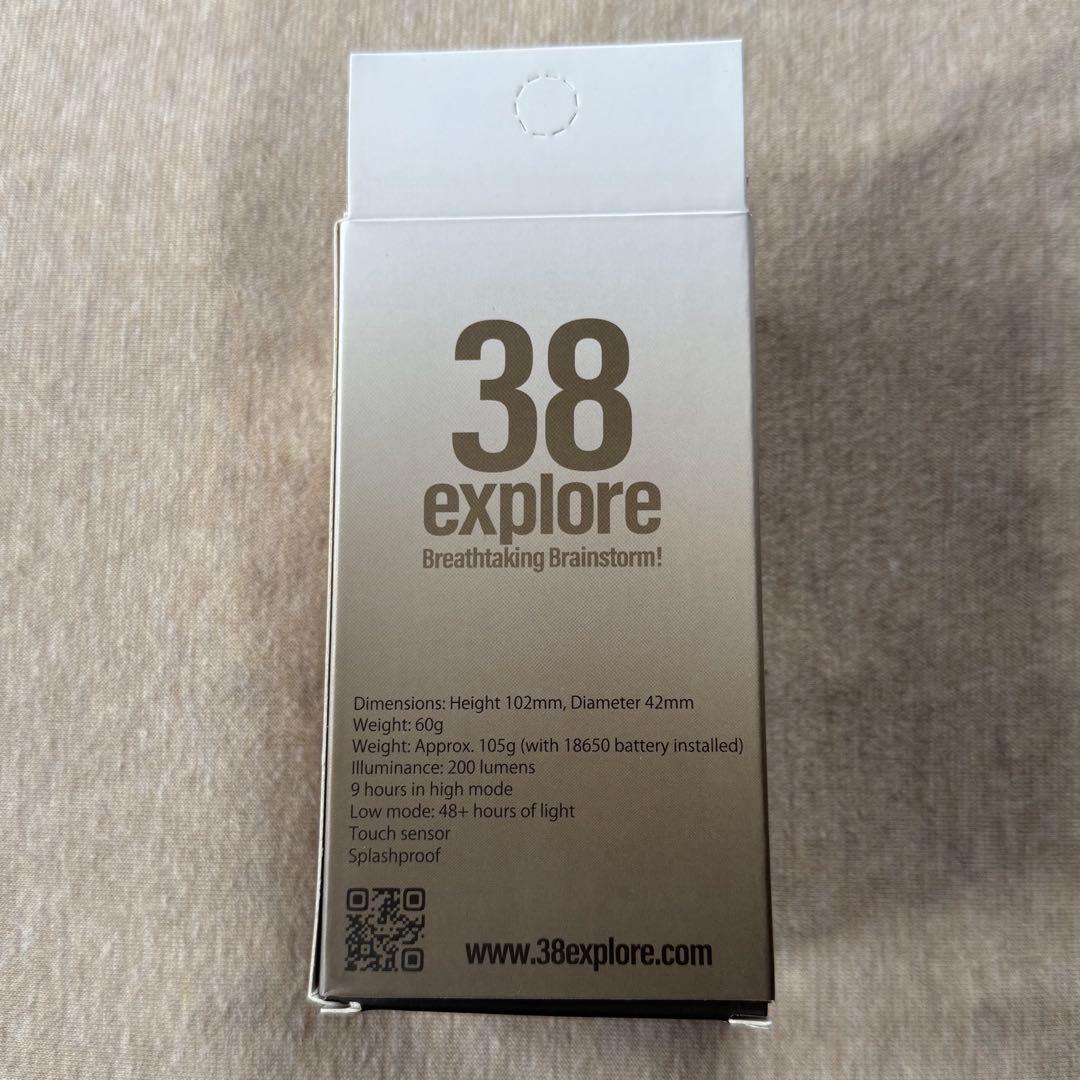 38
explore
Breathtaking Brainstorm!
Dimensions: Height 102mm, Diameter 42mm
Weight: 60g
Weight: Approx. 105g (with 18650 battery installed)
Illuminance: 200 lumens
9 hours in high mode
Low mode: 48+ hours of light
Touch sensor
Splashproof
www.38explore.com